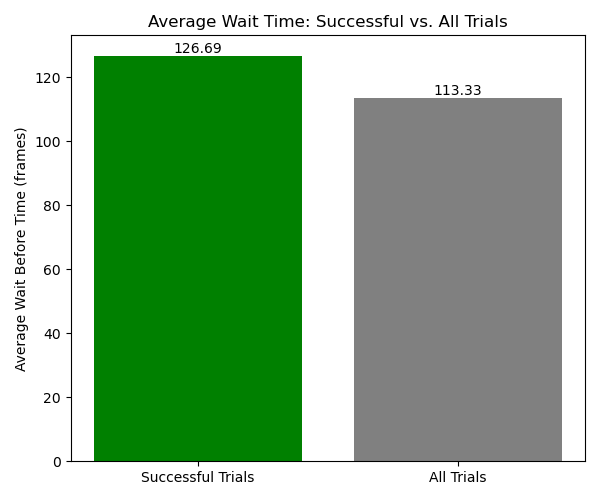 Average Wait Time: Successful vs. All Trials
Average Wait Before Time (frames)
120
100
80
60
40
20
0
126.69
113.33
Successful Trials
All Trials